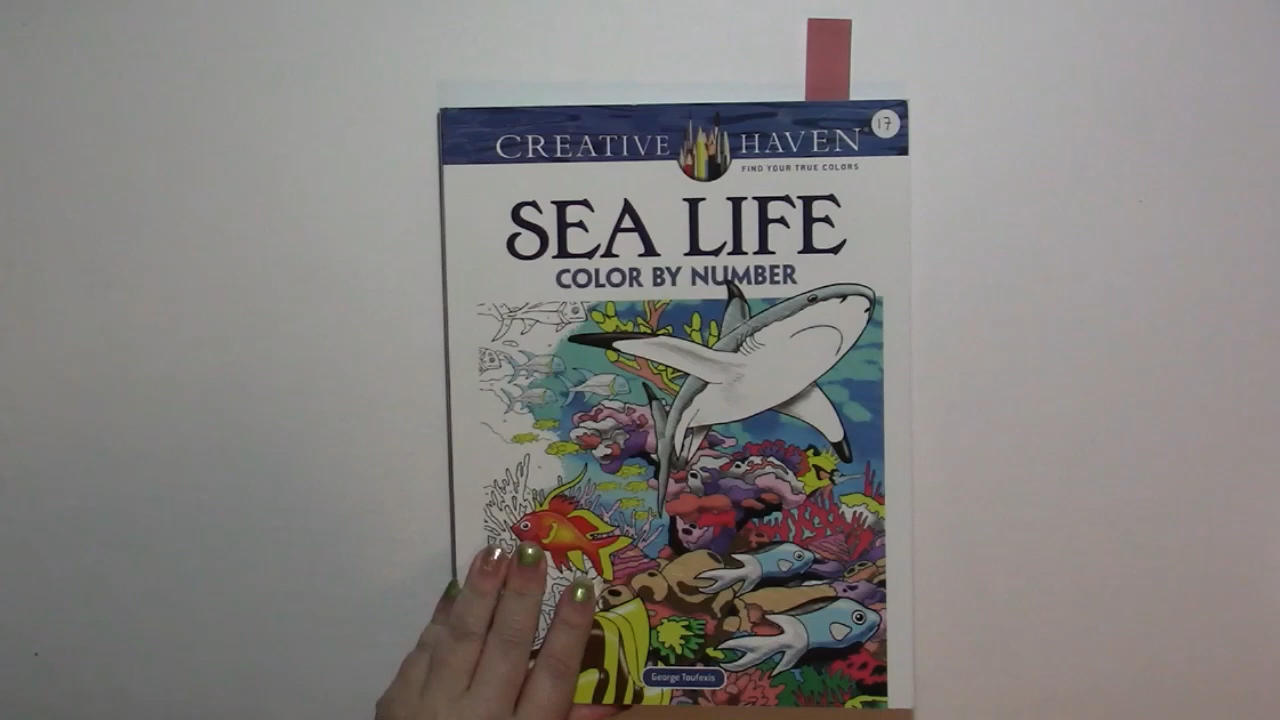 17
CREATIVE HAVEN®
FIND YOUR TRUE COLORS
SEA LIFE
COLOR BY NUMBER
George Toufexis